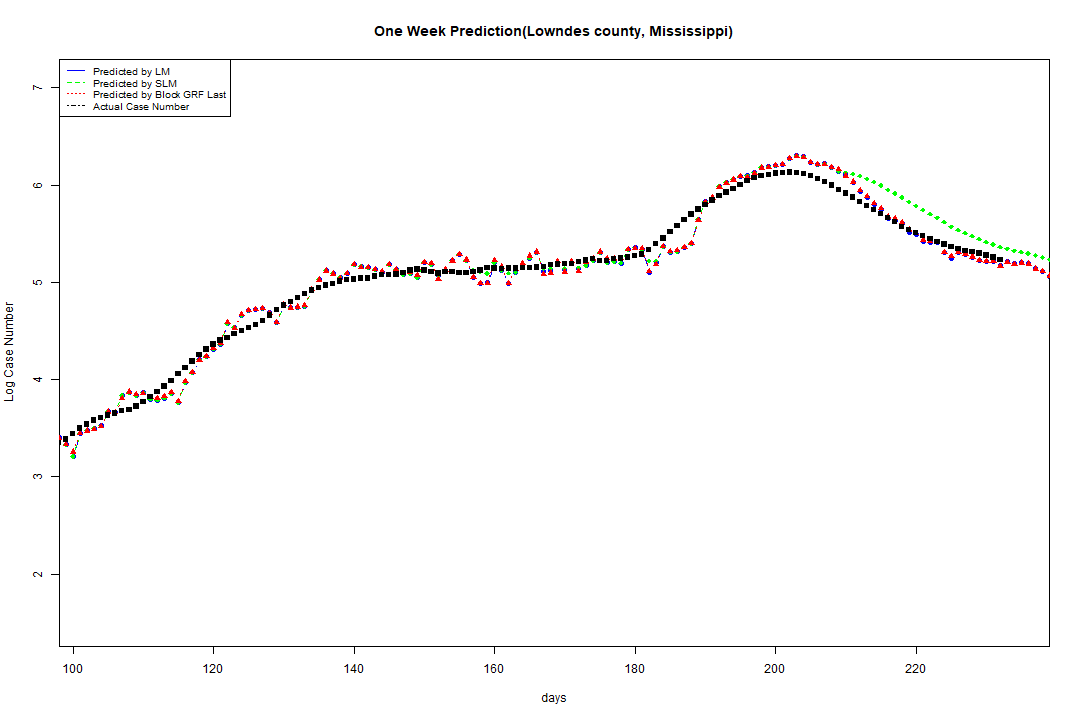 One Week Prediction(Lowndes county, Mississippi)
Predicted by LM
Predicted by SLM
Predicted by Block GRF Last
Actual Case Number
7
6
5
4
3
2
Log Case Number
100 120 140 160 180 200 220
days